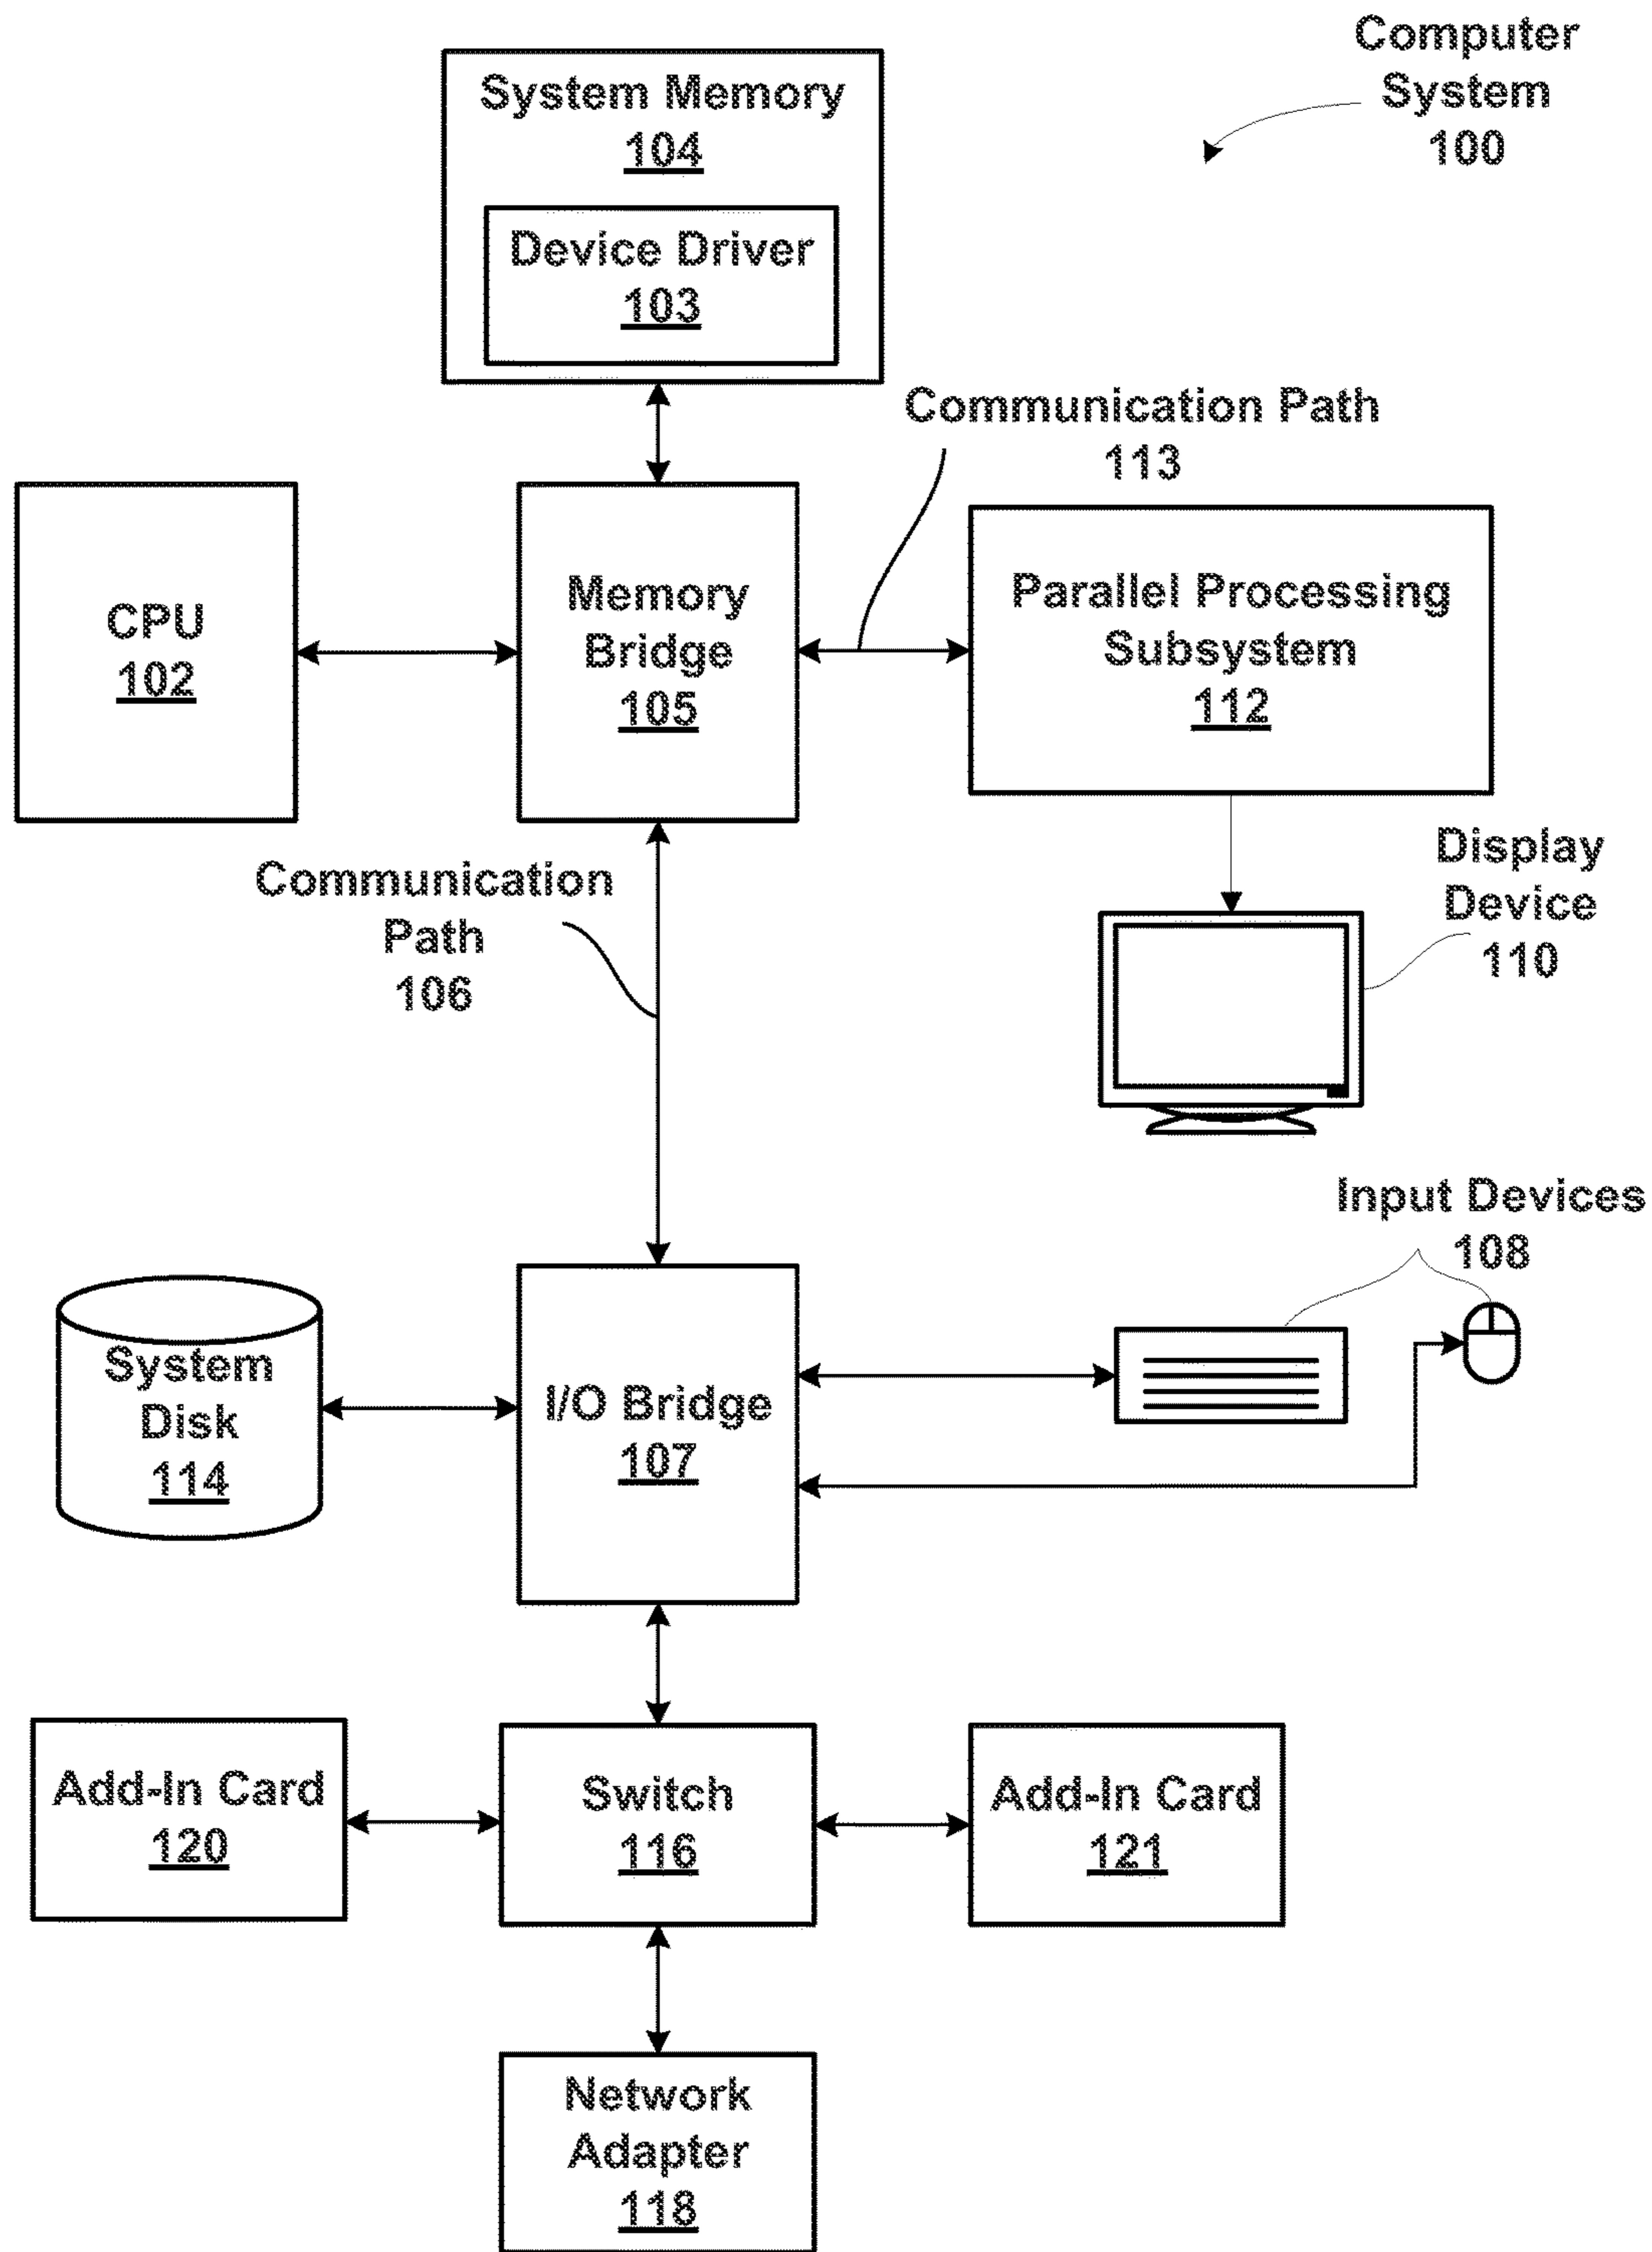 Computer
System
100
System Memory
104
Device Driver
103
Communication Path
113
CPU
102
Memory
Bridge
105
Parallel Processing
Subsystem
112
Communication
Path
106
Display
Device
110
Input Devices
108
System
Disk
114
I/O Bridge
107
Add-In Card
120
Switch
116
Add-In Card
121
Network
Adapter
118